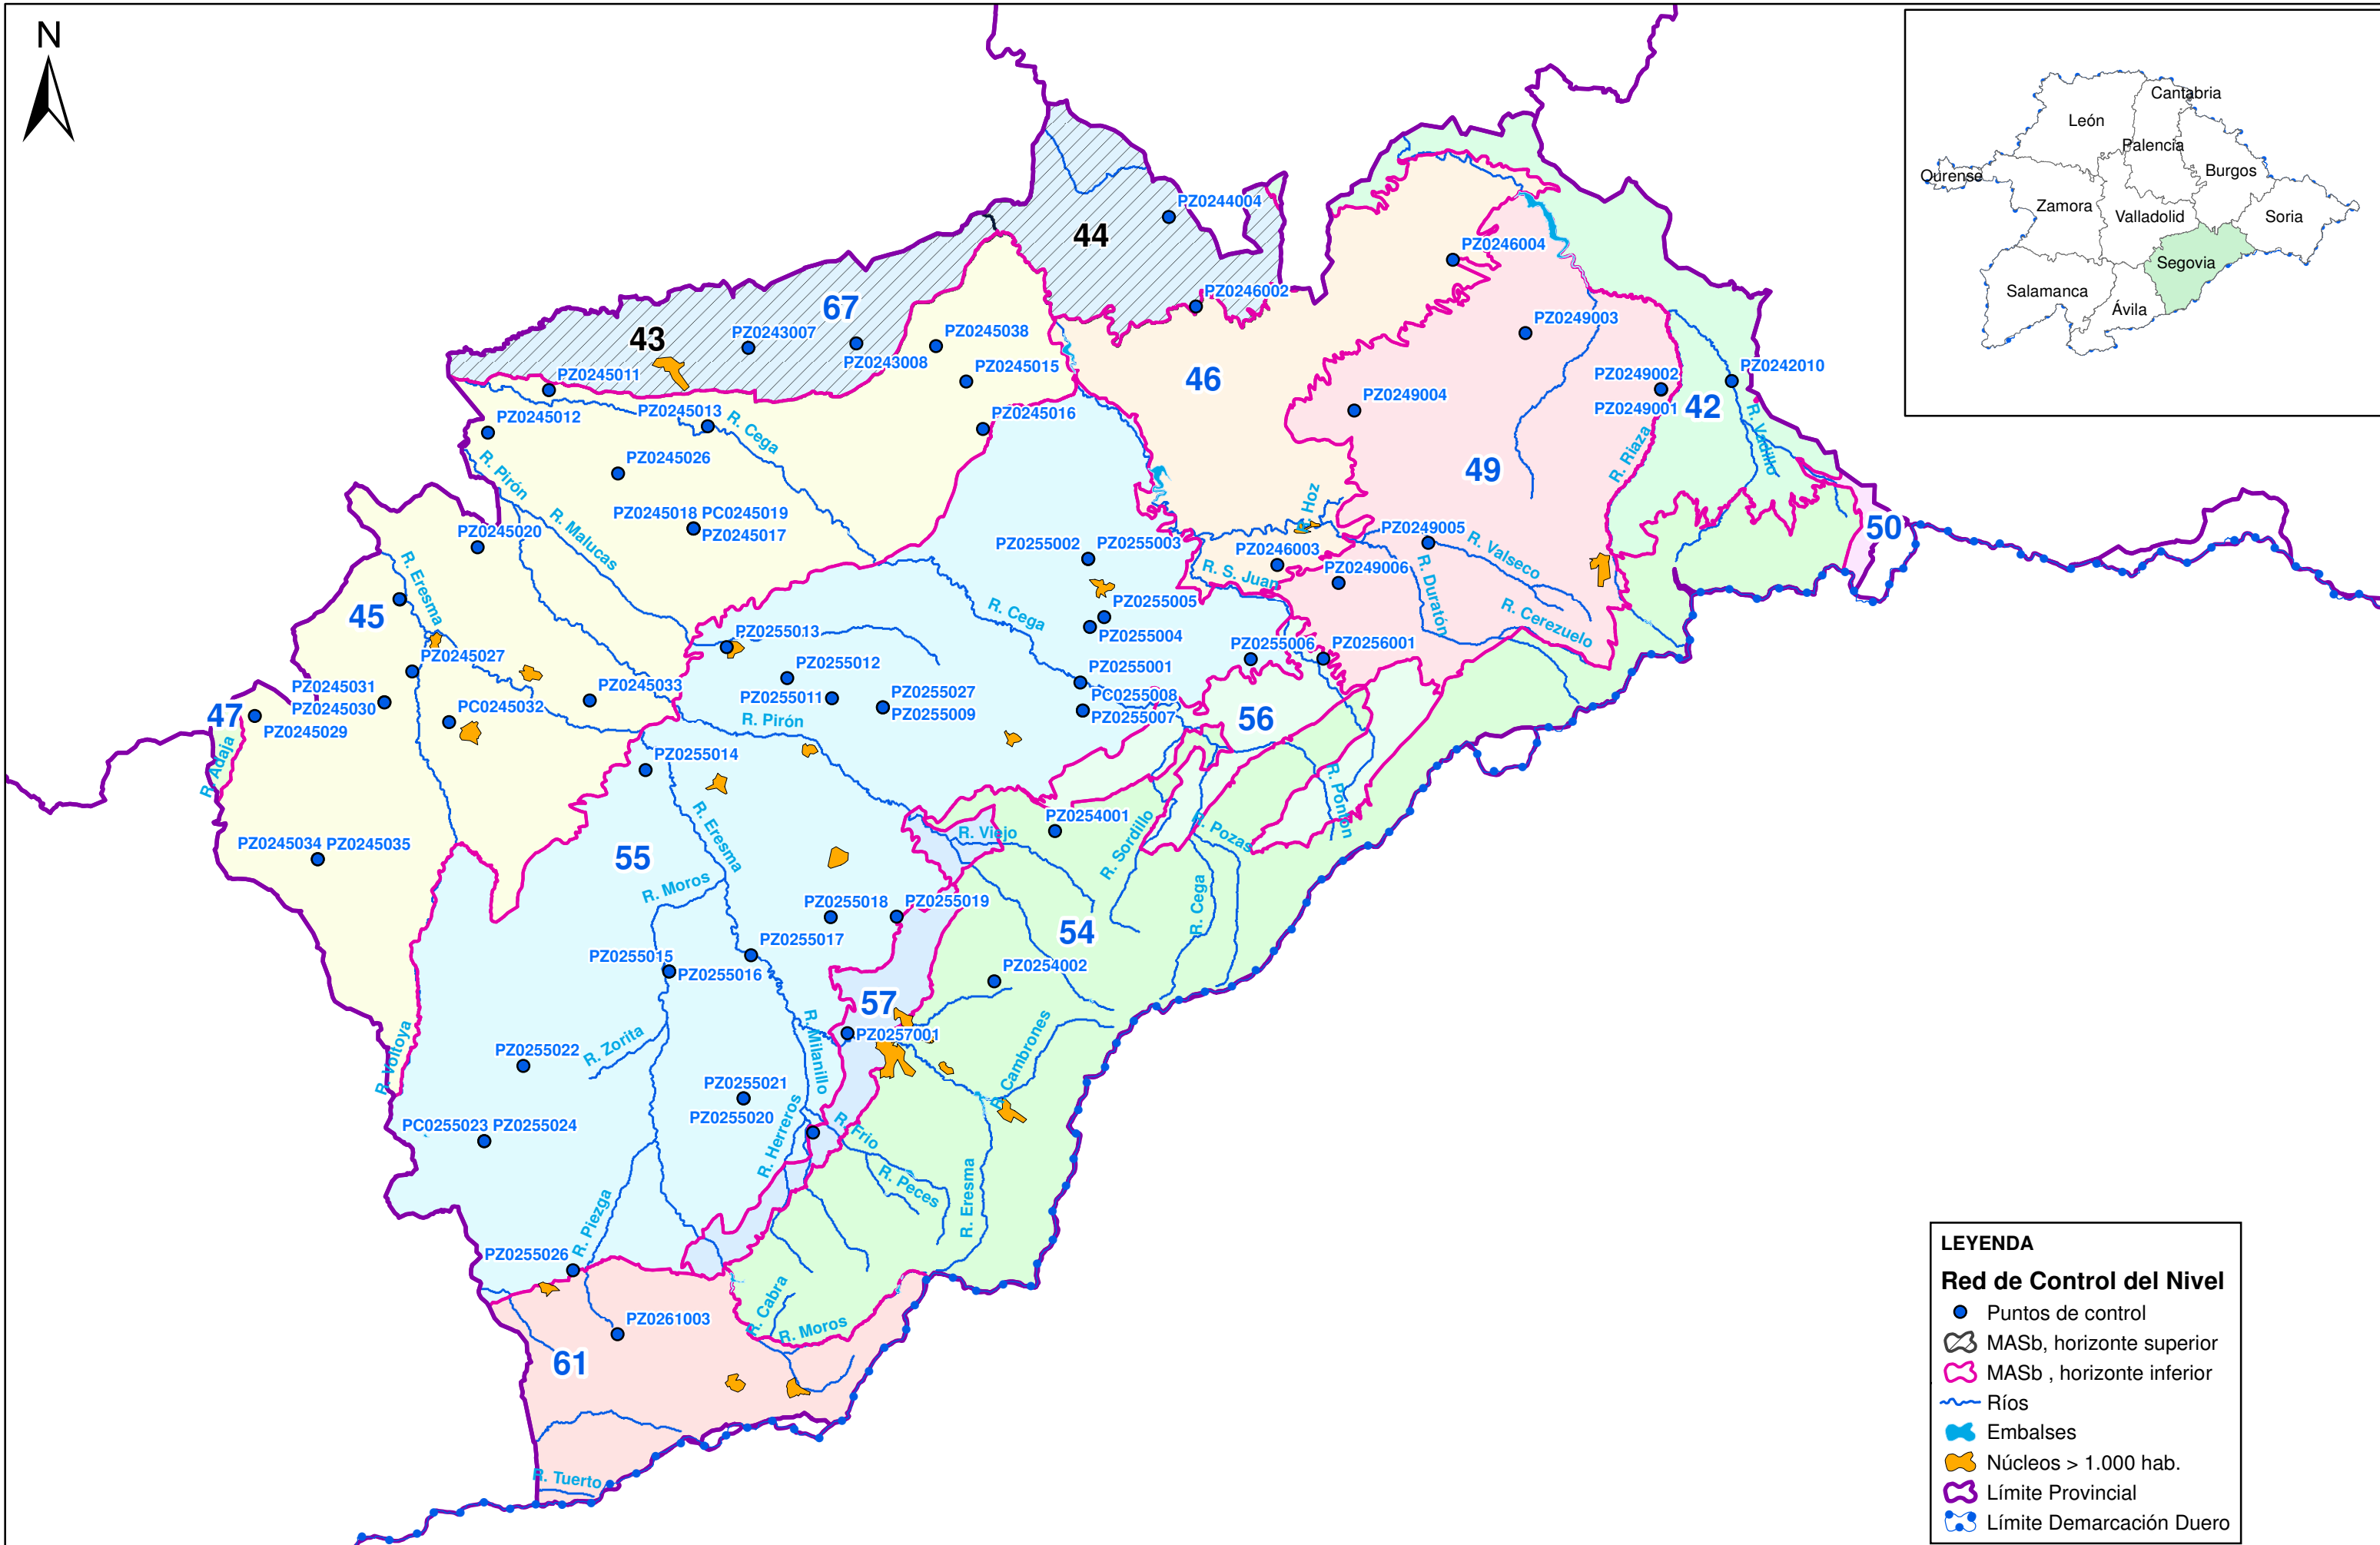 N
Cantabria
León
Palencia
Burgos
Ourense
Zamora
Valladolid
Soria
Segovia
Salamanca
Ávila
PZ0244004
44
PZ0246004
PZ0246002
67
43
PZ0243007
PZ0243008
PZ0245038
PZ0249003
PZ0245011
PZ0245015
46
PZ0249002
PZ0242010
PZ0249001
42
PZ0249004
PZ0245012
PZ0245013
R. Cega
PZ0245016
R. Vadillo
R. Riaza
PZ0245026
R. Pirón
49
PZ0245018 PC0245019
PZ0245017
R. Malucas
R. Hoz
50
PZ0245020
PZ0255002
PZ0255003
PZ0246003
PZ0249005
R. Valseco
R. Eresma
R. S. Juan
PZ0249006
R. Duratón
45
R. Cega
PZ0255005
PZ0255004
R. Cerezuelo
PZ0255013
PZ0255006
PZ0256001
PZ0245027
PZ0255012
PZ0255001
PZ0245031
PZ0245030
PZ0245033
PZ0255011
PZ0255027
PZ0255009
PC0255008
PZ0255007
47
PZ0245029
PC0245032
R. Pirón
56
R. Adaja
PZ0255014
R. Pontón
PZ0254001
R. Eresma
R. Viejo
R. Sordillo
R. Pozas
PZ0245034 PZ0245035
55
R. Moros
R. Cega
PZ0255018
PZ0255019
54
PZ0255017
PZ0255015
PZ0255016
PZ0254002
57
R. Milanillo
PZ0257001
R. Voltoya
R. Zorita
PZ0255022
R. Cambrones
PZ0255021
PZ0255020
PC0255023 PZ0255024
R. Herreros
R. Frio
R. Peces
R. Eresma
R. Piezga
PZ0255026
R. Cabra
PZ0261003
R. Moros
61
R. Tuerto
LEYENDA
Red de Control del Nivel
Puntos de control
MASb, horizonte superior
MASb , horizonte inferior
Ríos
Embalses
Núcleos > 1.000 hab.
Límite Provincial
Límite Demarcación Duero